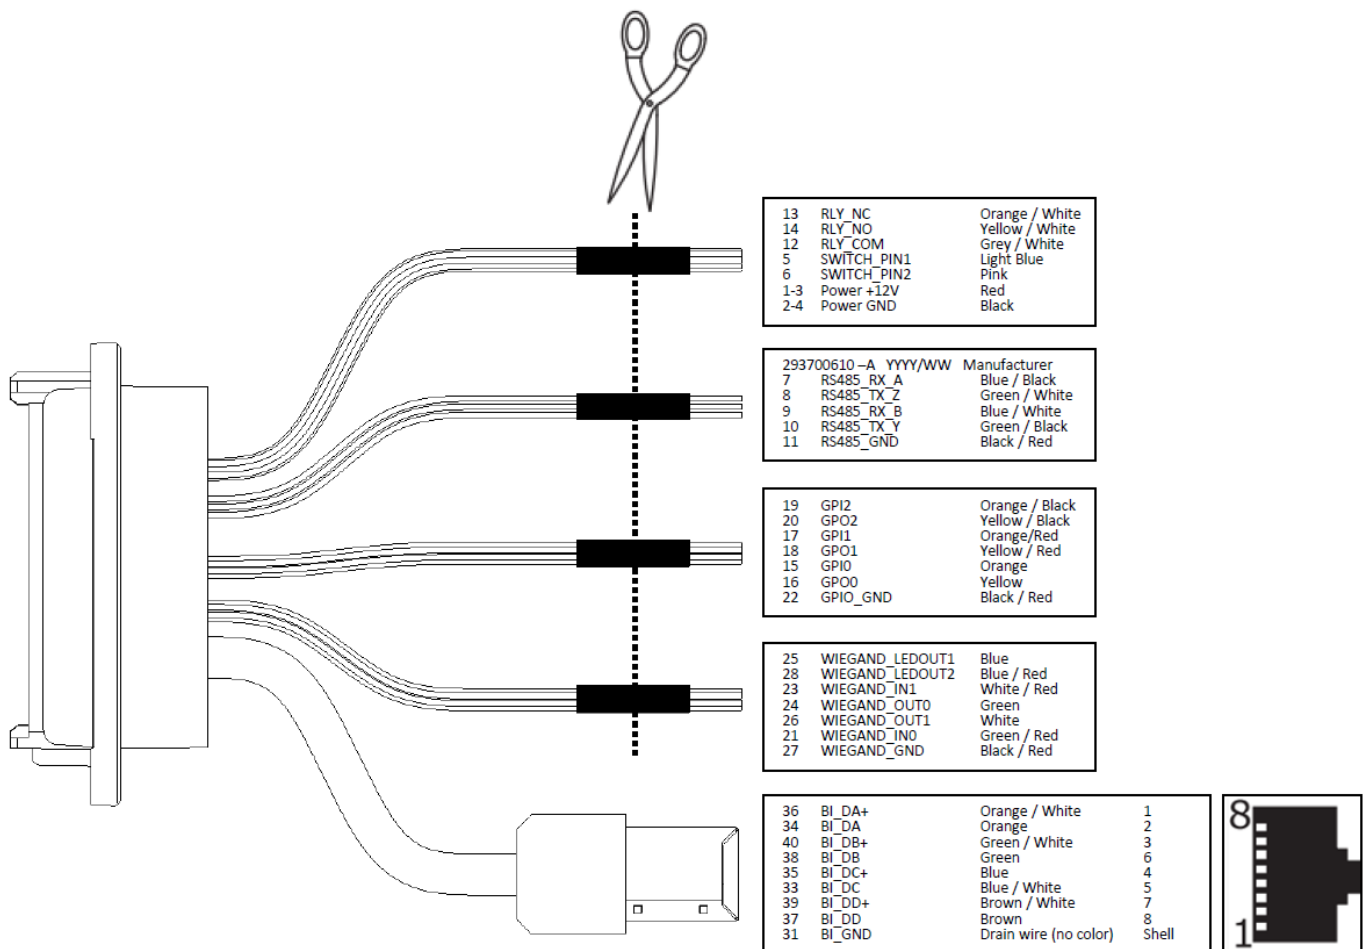 13 RLY_NC Orange / White
14 RLY_NO Yellow / White
12 RLY_COM Grey / White
5 SWITCH_PIN1 Light Blue
6 SWITCH_PIN2 Pink
1-3 Power +12V Red
2-4 Power GND Black
293700610 –A YYYY/WW Manufacturer
7 RS485_RX_A Blue / Black
8 RS485_TX_Z Green / White
9 RS485_RX_B Blue / White
10 RS485_TX_Y Green / Black
11 RS485_GND Black / Red
19 GPI2 Orange / Black
20 GPO2 Yellow / Black
17 GPI1 Orange/Red
18 GPO1 Yellow / Red
15 GPI0 Orange
16 GPO0 Yellow
22 GPIO_GND Black / Red
25 WIEGAND_LEDOUT1 Blue
28 WIEGAND_LEDOUT2 Blue / Red
23 WIEGAND_IN1 White / Red
24 WIEGAND_OUT0 Green
26 WIEGAND_OUT1 White
21 WIEGAND_IN0 Green / Red
27 WIEGAND_GND Black / Red
36 BI_DA+ Orange / White 1
34 BI_DA Orange 2
40 BI_DB+ Green / White 3
38 BI_DB Green 6
35 BI_DC+ Blue 4
33 BI_DC Blue / White 5
39 BI_DD+ Brown / White 7
37 BI_DD Brown 8
31 BI_GND Drain wire (no color) Shell
8
1